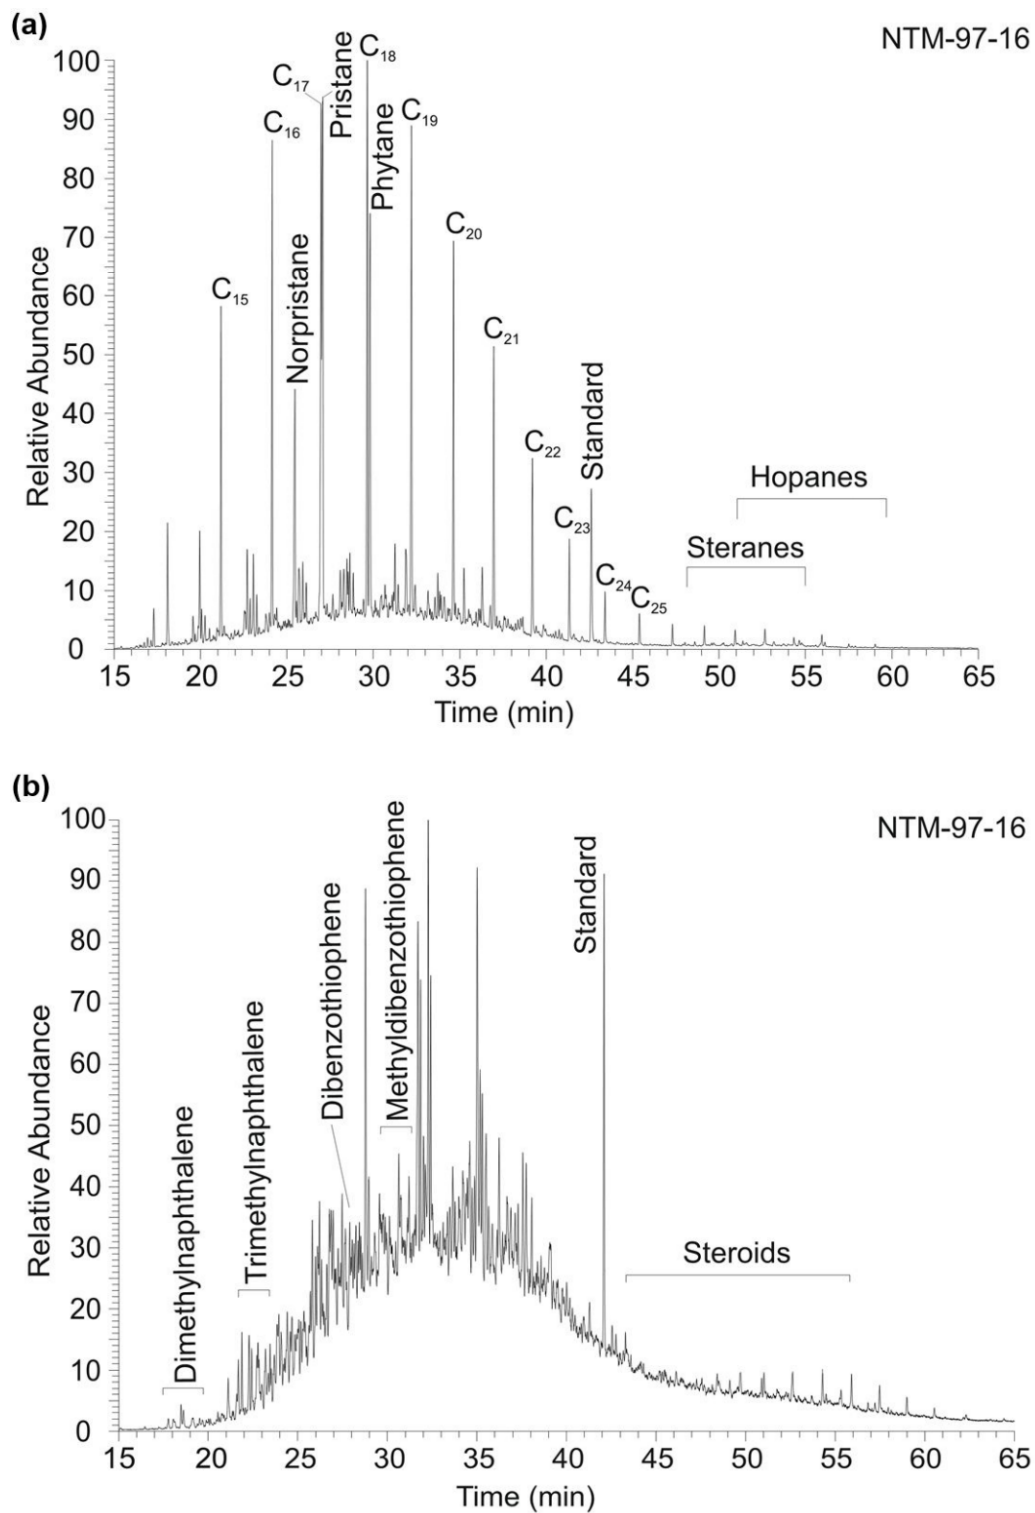 (a)
NTM-97-16
C₁₈
C₁₇
Pristane
C₁₆
C₁₉
Phytane
C₂₀
Norpristane
C₁₅
C₂₁
Standard
C₂₂
Hopanes
C₂₃
Steranes
C₂₄
C₂₅
Relative Abundance
100
90
80
70
60
50
40
30
20
10
0
15 20 25 30 35 40 45 50 55 60 65
Time (min)
(b)
NTM-97-16
Methyldibenzothiophene
Standard
Dibenzothiophene
Trimethylnaphthalene
Dimethylnaphthalene
Steroids
Relative Abundance
100
90
80
70
60
50
40
30
20
10
0
15 20 25 30 35 40 45 50 55 60 65
Time (min)